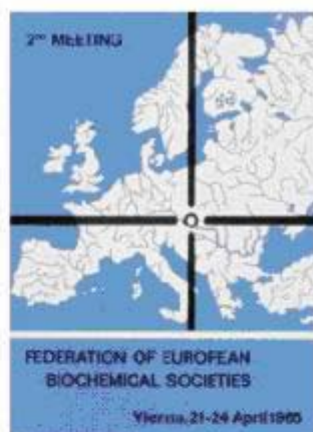 2ND MEETING
FEDERATION OF EUROPEAN
BIOCHEMICAL SOCIETIES
Vienna, 21-24 April 1965